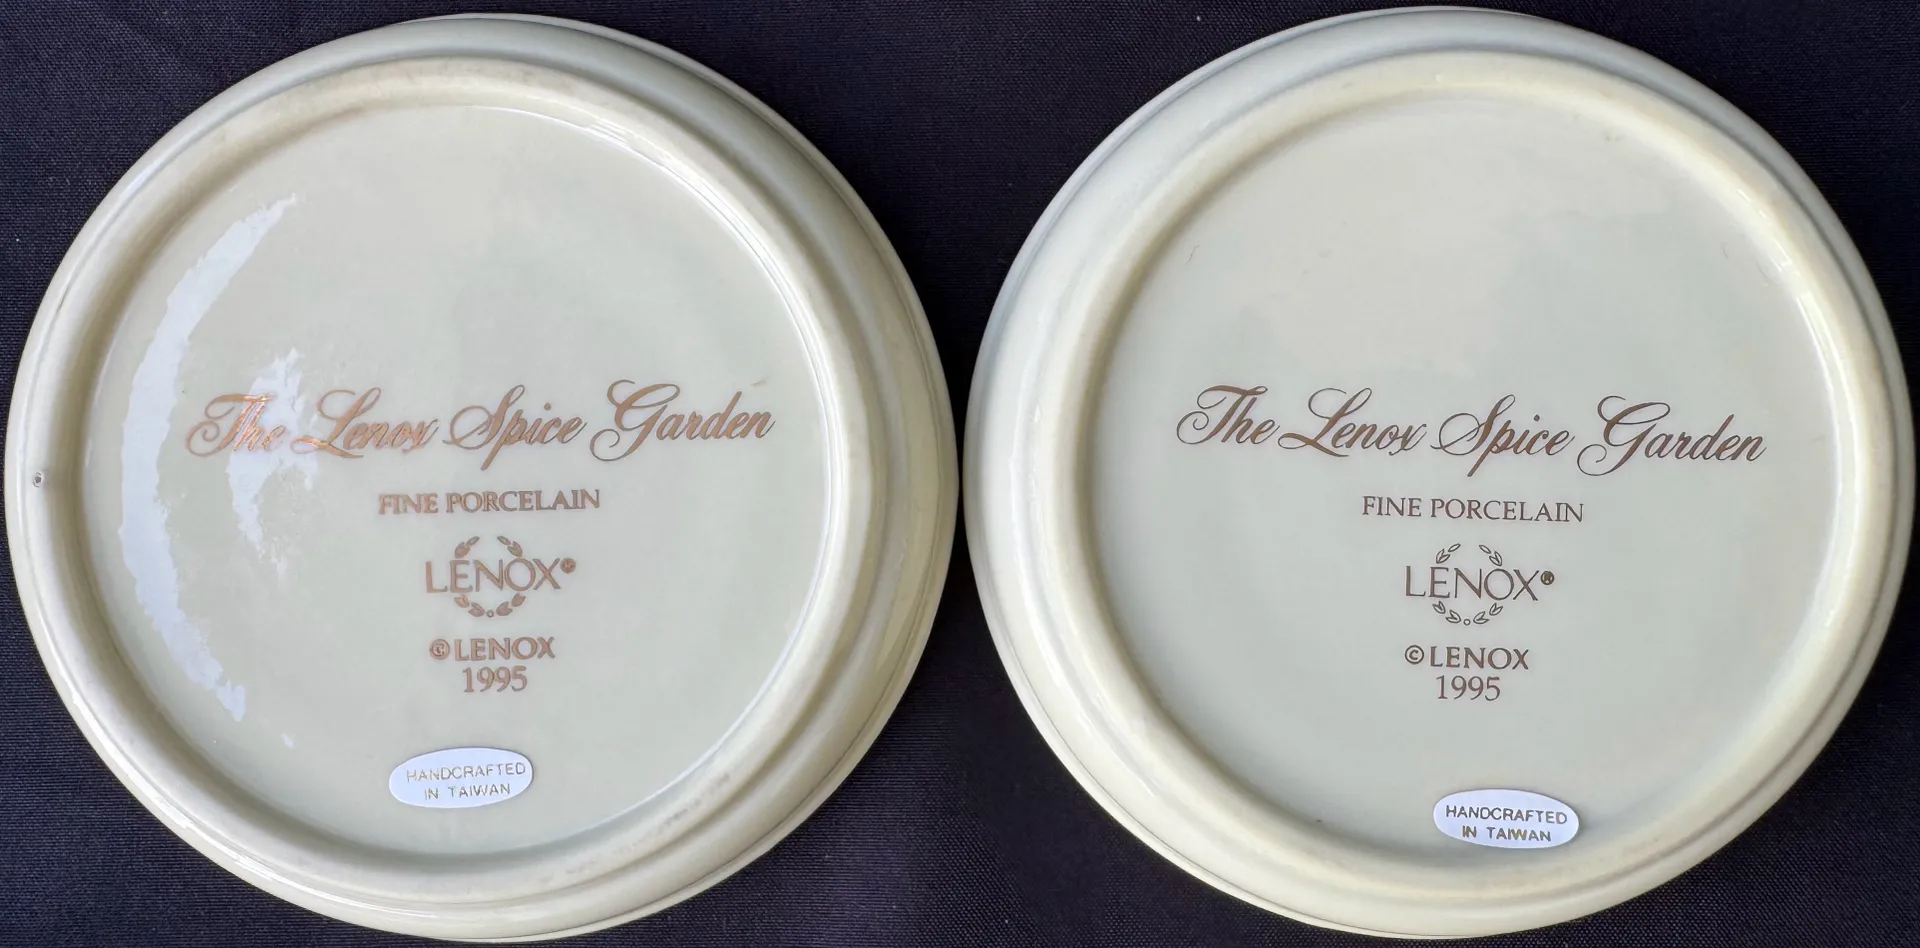 The Lenox Spice Garden
FINE PORCELAIN
LENOX®
©LENOX
1995
HANDCRAFTED
IN TAIWAN
The Lenox Spice Garden
FINE PORCELAIN
LENOX®
©LENOX
1995
HANDCRAFTED
IN TAIWAN